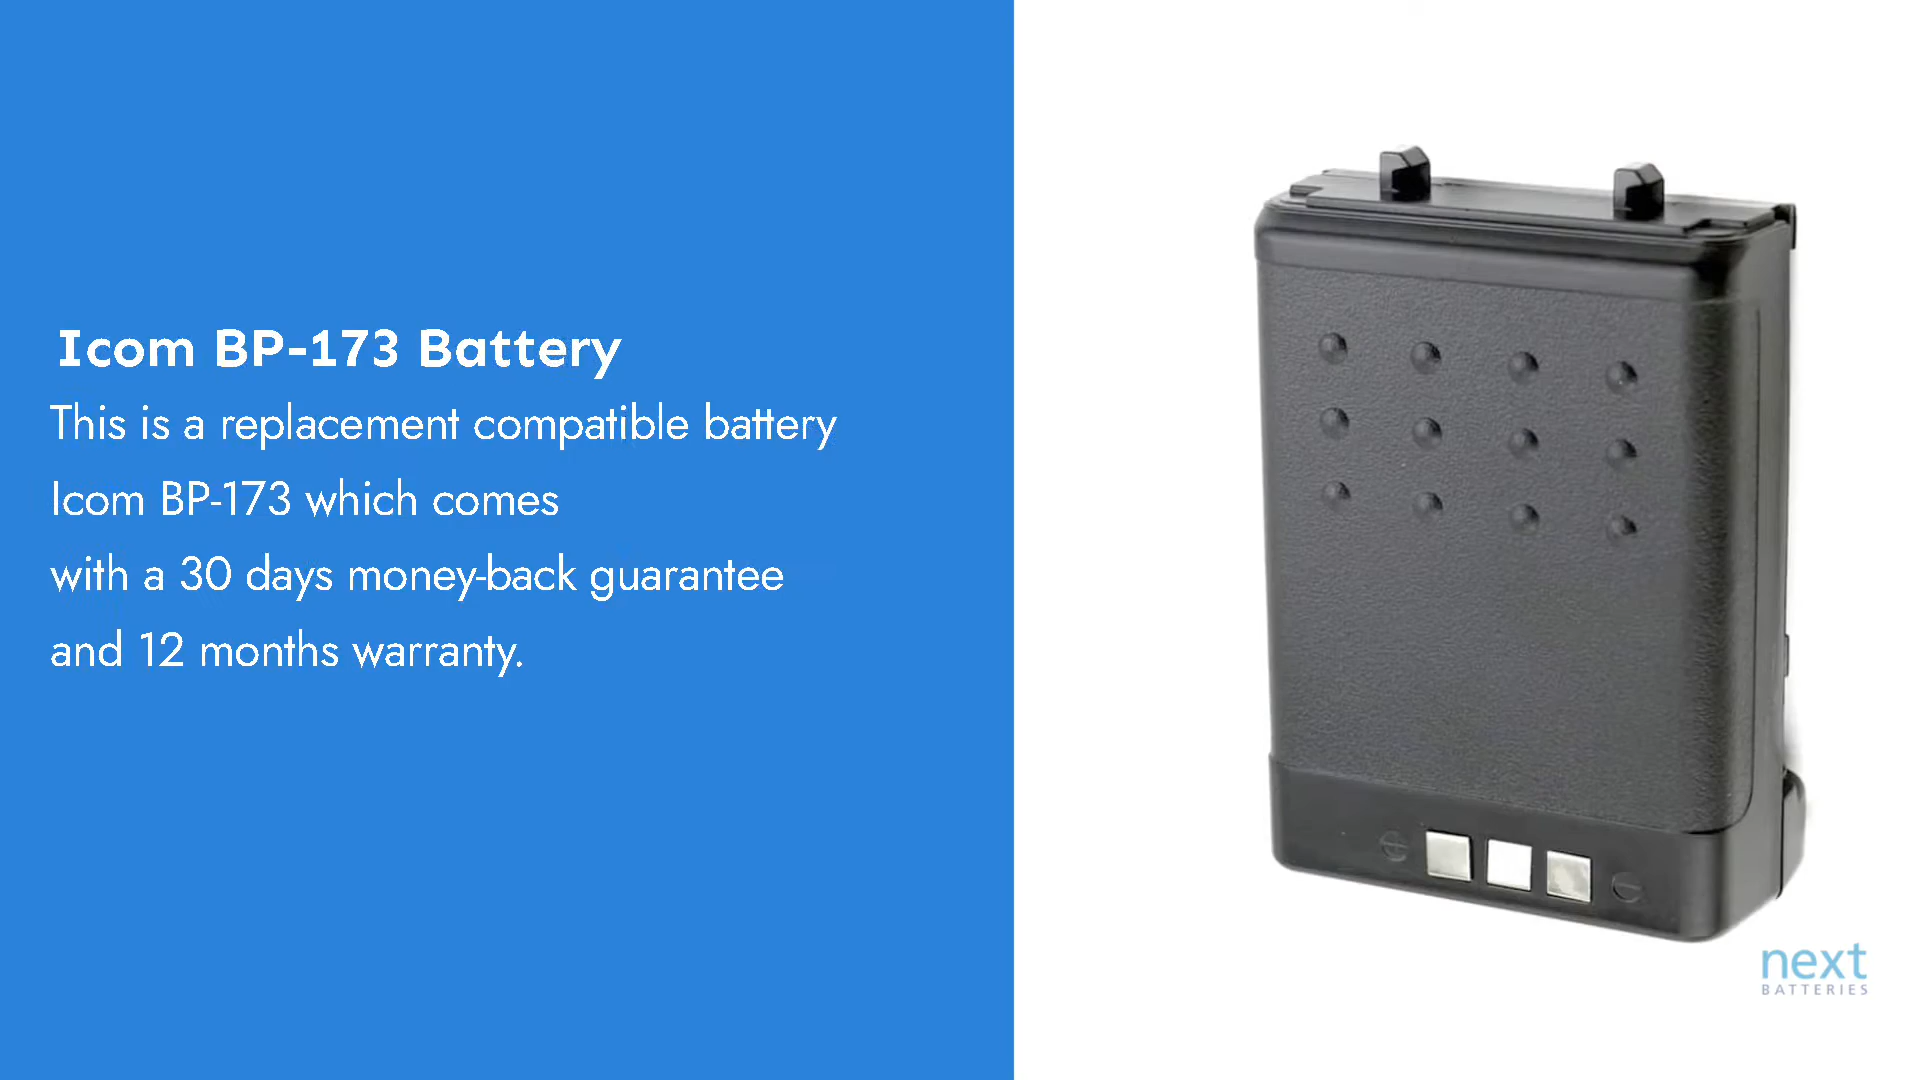 Icom BP-173 Battery
This is a replacement compatible battery
Icom BP-173 which comes
with a 30 days money-back guarantee
and 12 months warranty.
next
BATTERIES